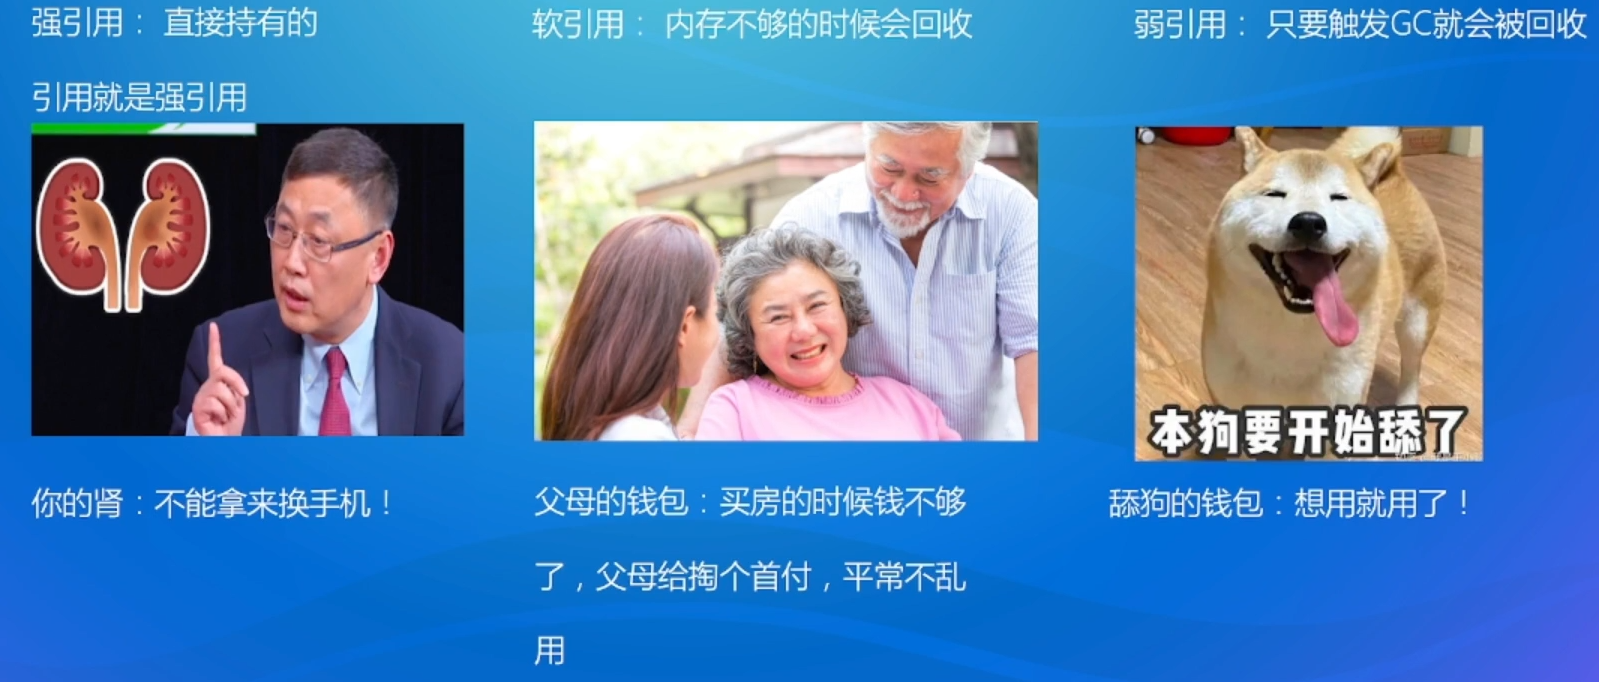 强引用： 直接持有的
引用就是强引用
你的肾：不能拿来换手机！
软引用： 内存不够的时候会回收
父母的钱包：买房的时候钱不够
了，父母给掏个首付，平常不乱
用
弱引用： 只要触发GC就会被回收
本狗要开始舔了
舔狗的钱包：想用就用了！